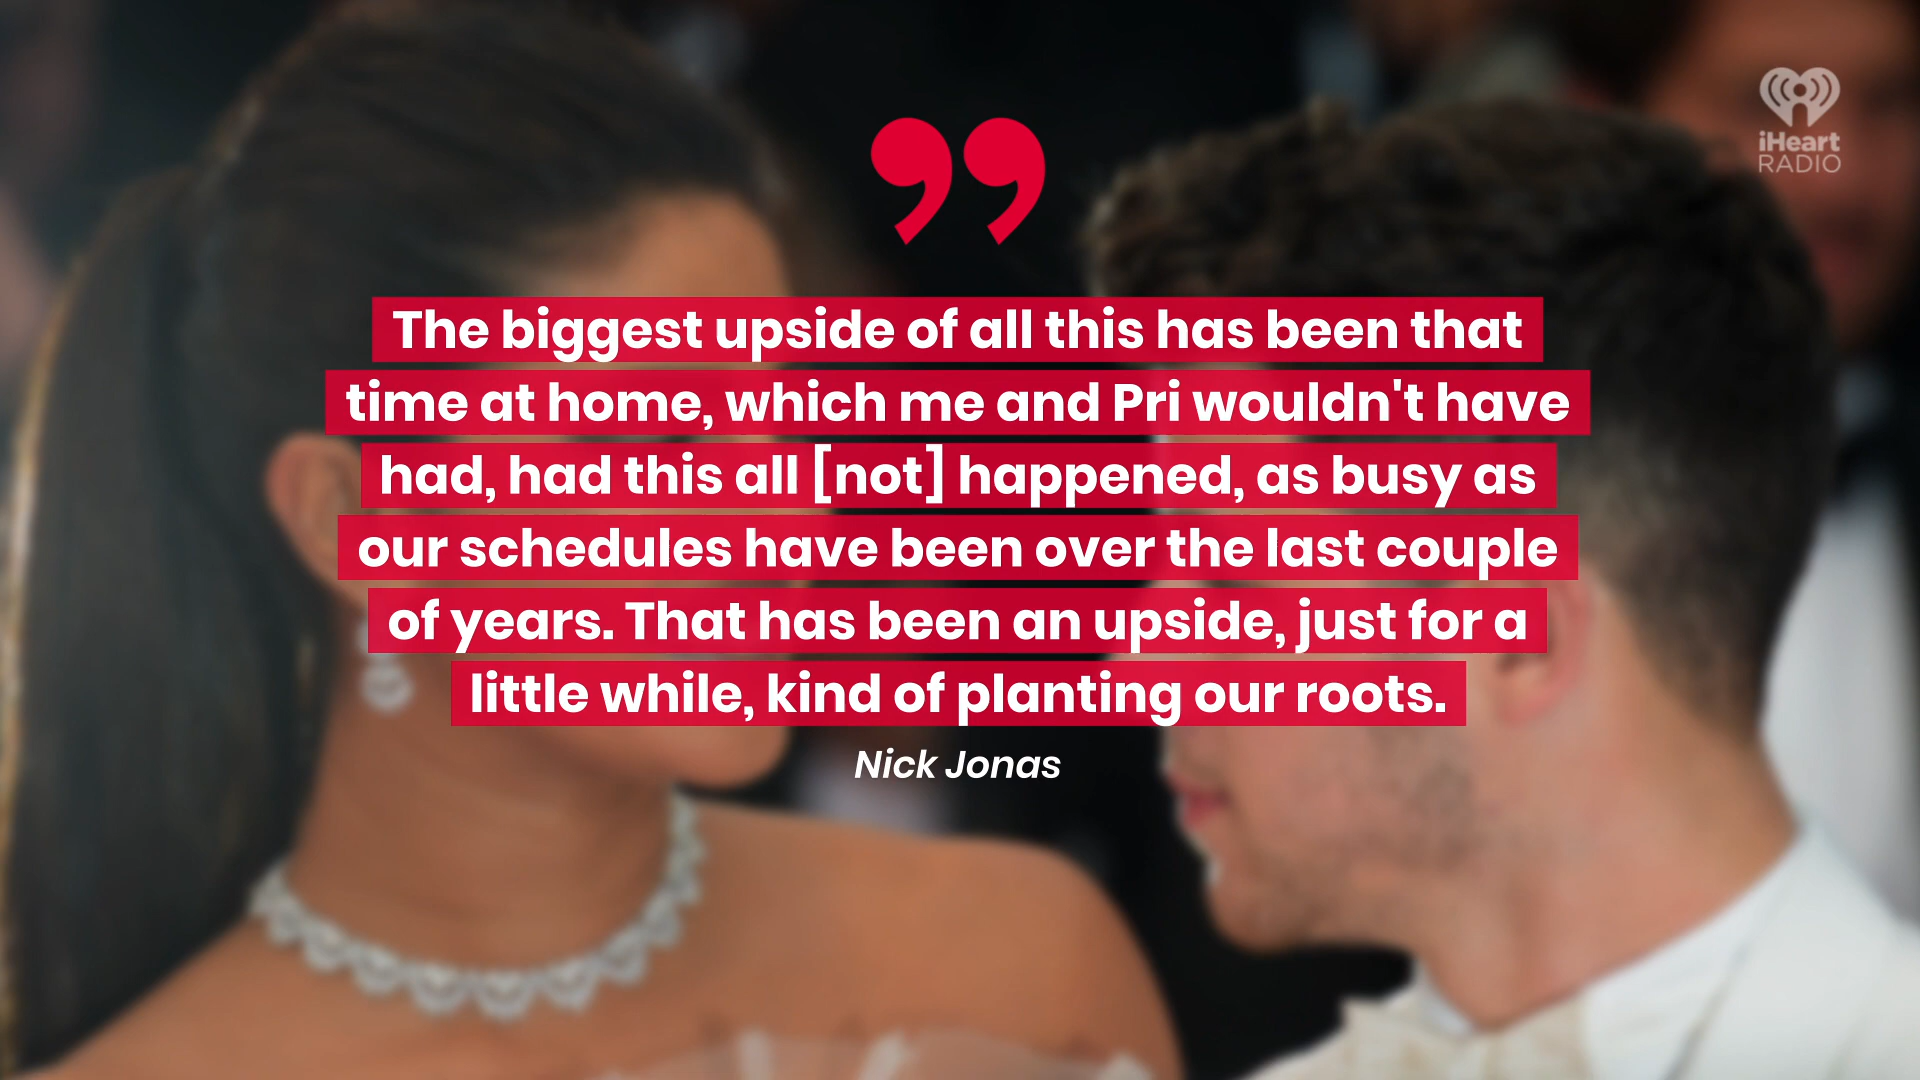 iHeart
RADIO
”
The biggest upside of all this has been that
time at home, which me and Pri wouldn't have
had, had this all [not] happened, as busy as
our schedules have been over the last couple
of years. That has been an upside, just for a
little while, kind of planting our roots.
Nick Jonas